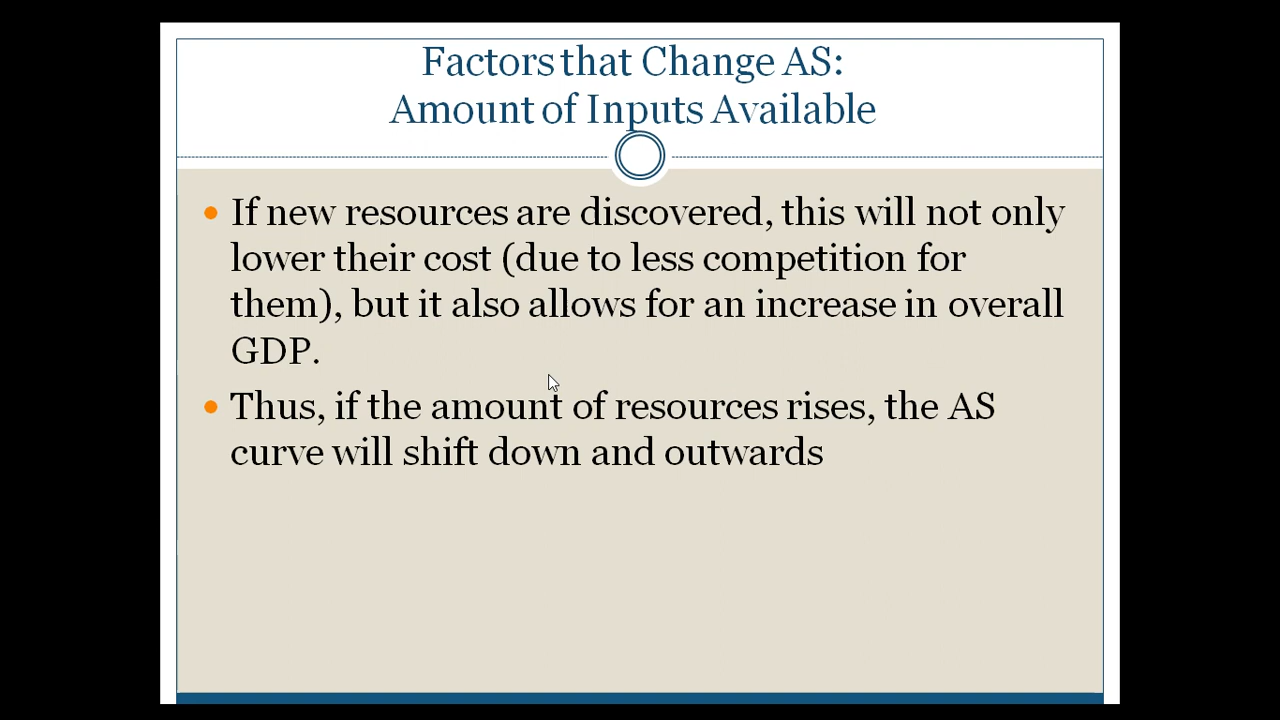 Factors that Change AS:
Amount of Inputs Available
• If new resources are discovered, this will not only
lower their cost (due to less competition for
them), but it also allows for an increase in overall
GDP.
• Thus, if the amount of resources rises, the AS
curve will shift down and outwards